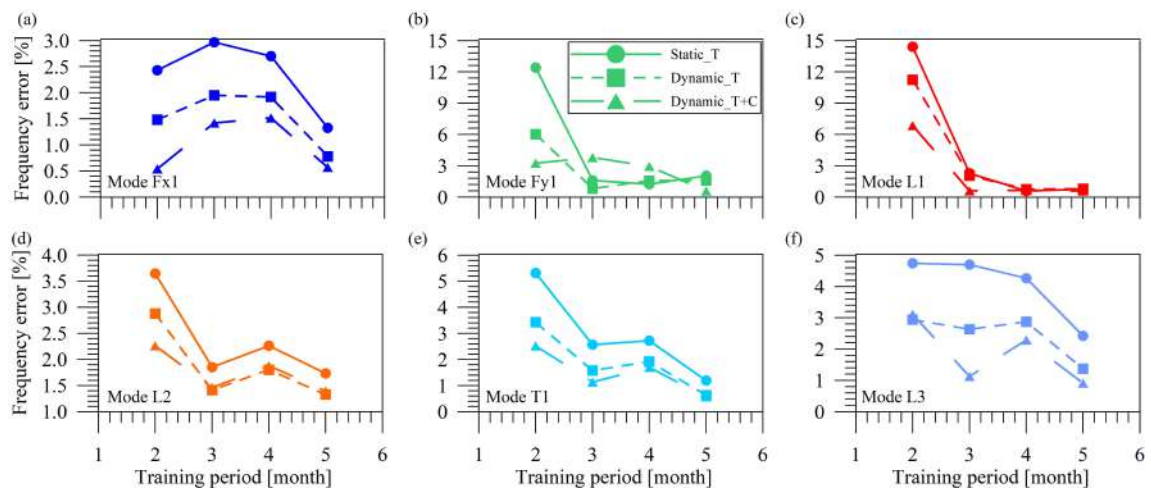 (a)
(b)
(c)
Frequency error [%]
3.0
2.5
2.0
1.5
1.0
0.5
0.0
Mode Fx1
15
12
9
6
3
0
Mode Fy1
Static_T
Dynamic_T
Dynamic_T+C
15
12
9
6
3
0
Mode L1
(d)
(e)
(f)
Frequency error [%]
4.0
3.5
3.0
2.5
2.0
1.5
1.0
Mode L2
1 2 3 4 5 6
Training period [month]
6
5
4
3
2
1
0
Mode T1
1 2 3 4 5 6
Training period [month]
5
4
3
2
1
0
Mode L3
1 2 3 4 5 6
Training period [month]